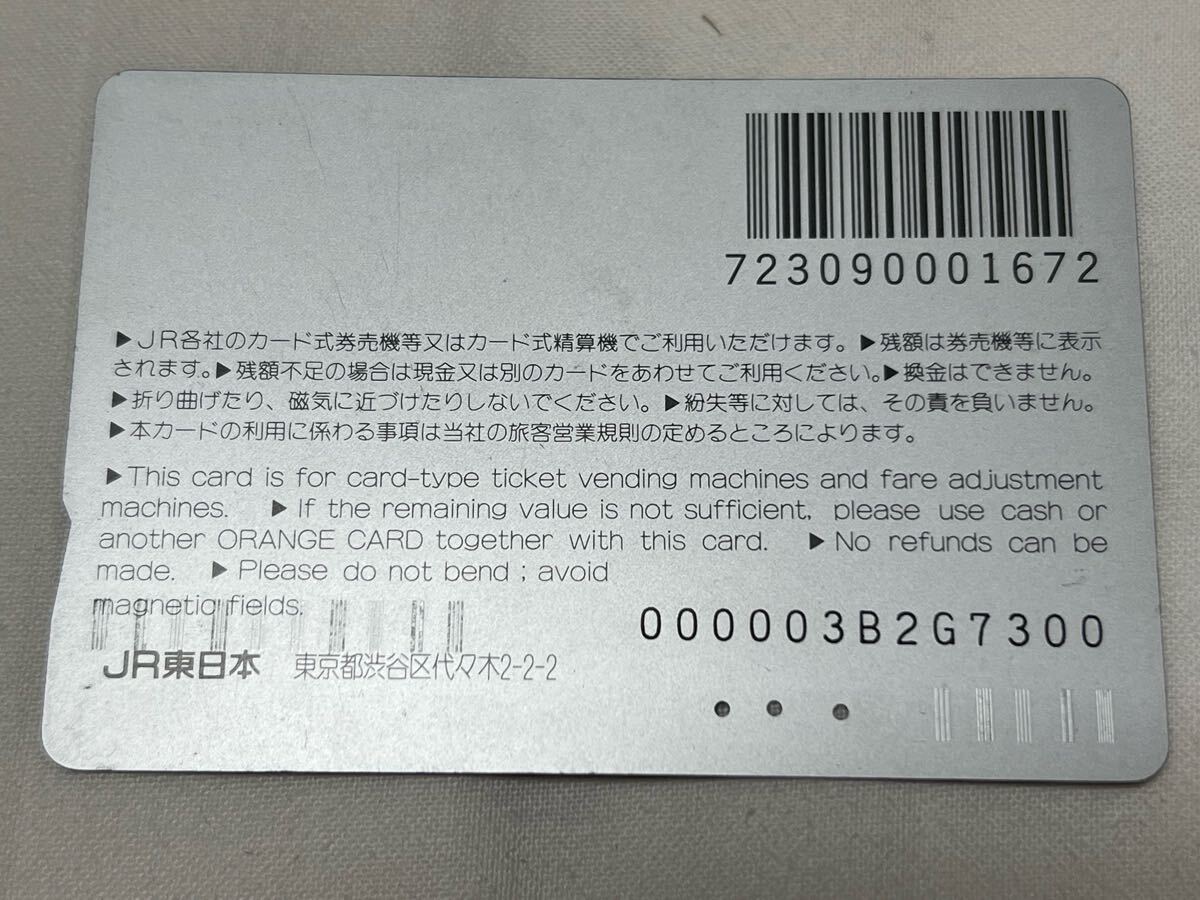 723090001672
▶JR各社のカード式券売機等又はカード式精算機でご利用いただけます。▶残額は券売機等に表示
されます。▶残額不足の場合は現金又は別のカードをあわせてご利用ください。▶換金はできません。
▶折り曲げたり、磁気に近づけたりしないでください。▶紛失等に対しては、その責を負いません。
▶本カードの利用に係わる事項は当社の旅客営業規則の定めるところによります。
▶This card is for card-type ticket vending machines and fare adjustment
machines. ▶If the remaining value is not sufficient, please use cash or
another ORANGE CARD together with this card. ▶No refunds can be
made. ▶Please do not bend ; avoid
magnetic fields.
000003B2G7300
JR東日本 東京都渋谷区代々木2-2-2